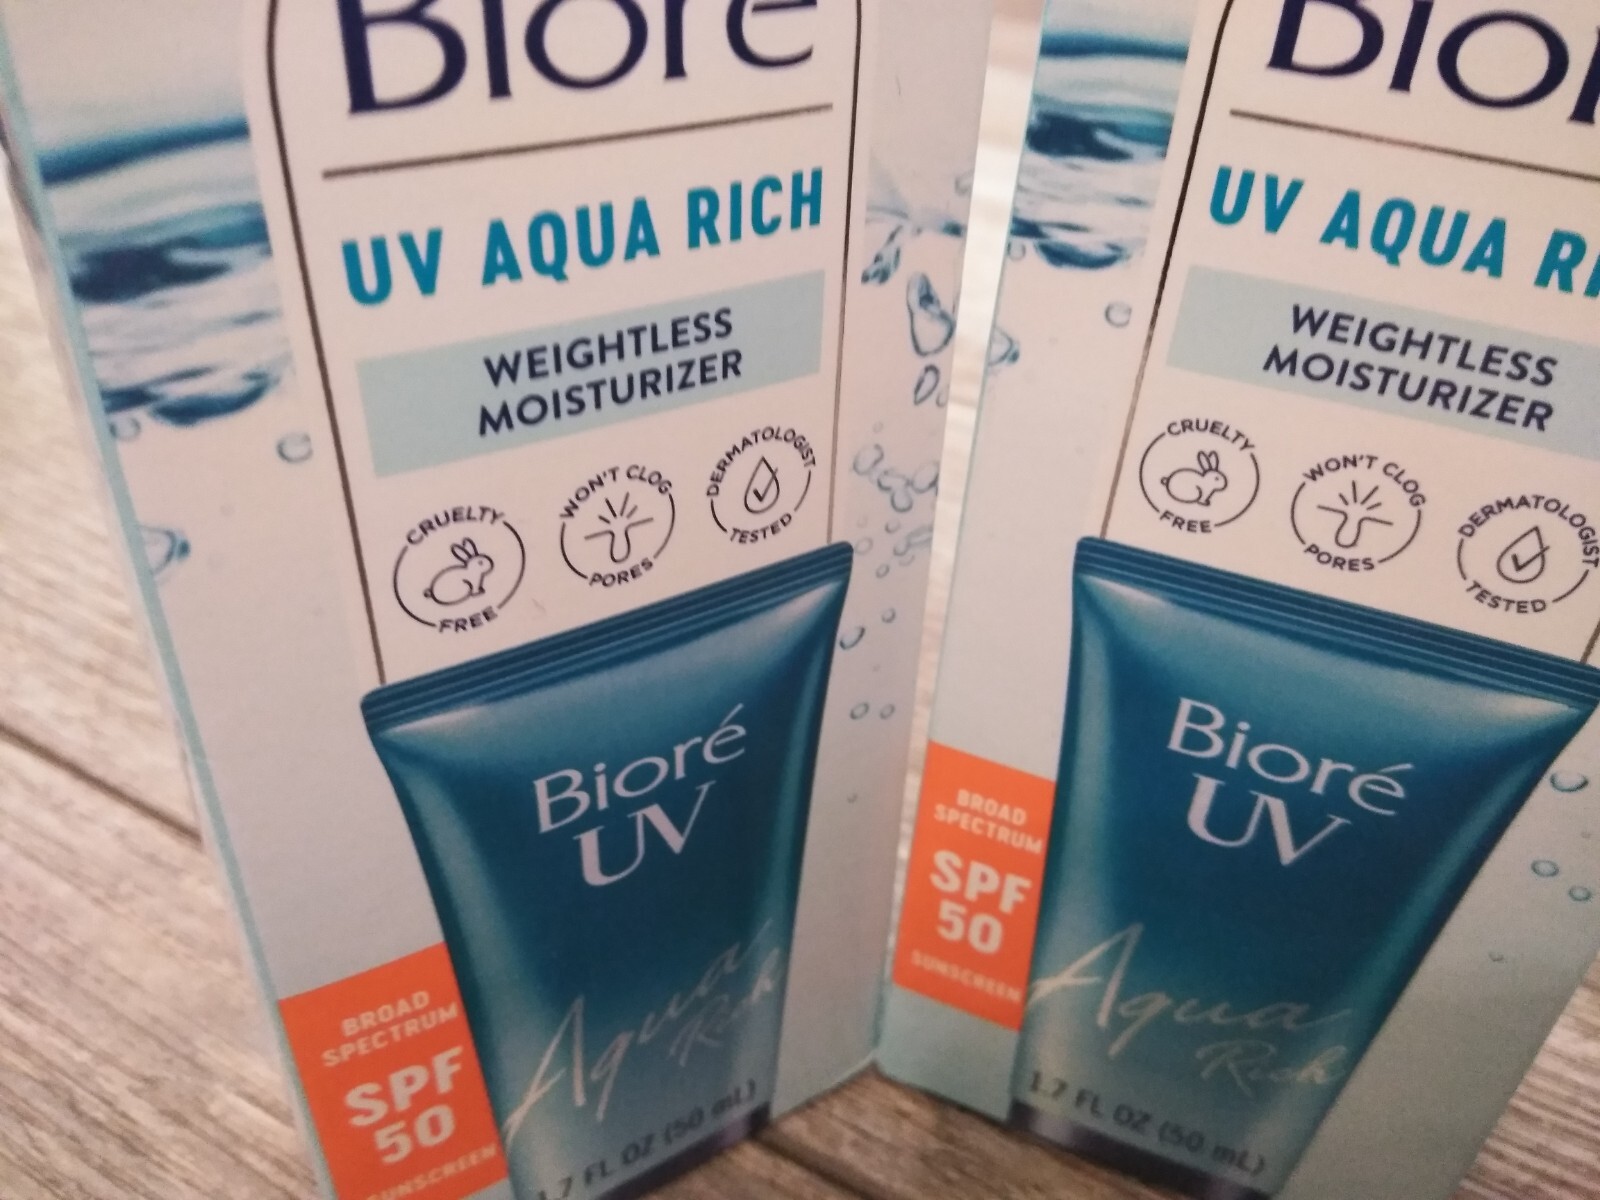 Bioré
UV AQUA RICH
WEIGHTLESS
MOISTURIZER
CRUELTY
FREE
WON'T CLOG
PORES
DERMATOLOGIST
TESTED
Bioré
UV
Aqua
Rich
BROAD
SPECTRUM
SPF
50
SUNSCREEN
1.7 FL OZ (50 mL)
UV AQUA
WEIGHTLESS
MOISTURIZER
CRUELTY
FREE
WON'T CLOG
PORES
DERMATOLOGIST
TESTED
Bioré
UV
Aqua
Rich
BROAD
SPECTRUM
SPF
50
SUNSCREEN
1.7 FL OZ (50 mL)